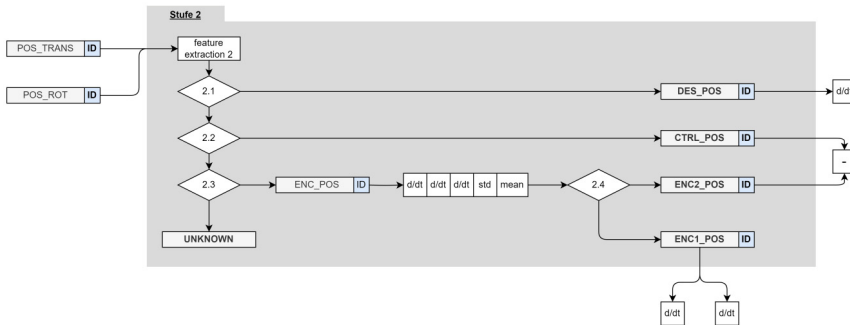 Stufe 2
POS_TRANS ID
feature
extraction 2
POS_ROT ID
2.1
DES_POS ID
d/dt
2.2
CTRL_POS ID
-
2.3
ENC_POS ID
d/dt d/dt d/dt std mean
2.4
ENC2_POS ID
UNKNOWN
ENC1_POS ID
d/dt d/dt